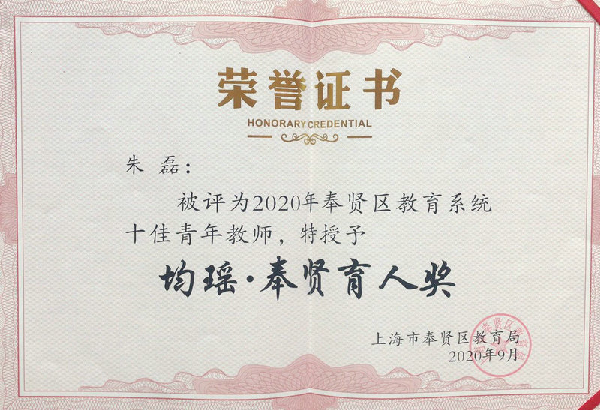 荣誉证书
HONORARY CREDENTIAL
朱磊：
被评为2020年奉贤区教育系统
十佳青年教师，特授予
均瑶·奉贤育人奖
上海市奉贤区教育局
2020年9月